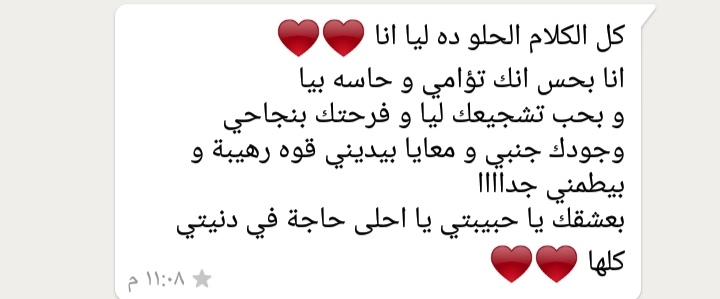 كل الكلام الحلو ده ليا انا ❤❤
انا بحس انك تؤامي و حاسه بيا
و بحب تشجيعك ليا و فرحتك بنجاحي
وجودك جنبي و معايا بيديني قوه رهيبة و
بيطمني جداااا
بعشقك يا حبيبتي يا احلى حاجة في دنيتي
كلها ❤❤
★ ١١:٠٨ م